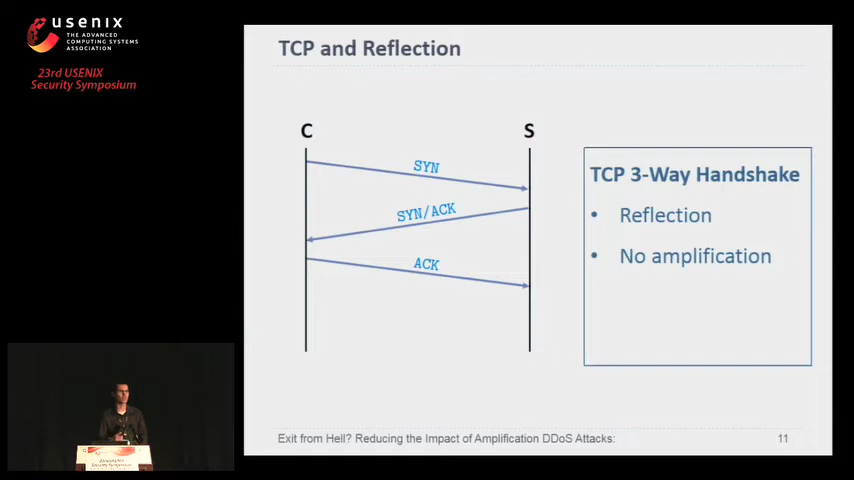 usenix
THE ADVANCED
COMPUTING SYSTEMS
ASSOCIATION
23rd USENIX
Security Symposium
TCP and Reflection
C
S
SYN
SYN/ACK
ACK
TCP 3-Way Handshake
• Reflection
• No amplification
Exit from Hell? Reducing the Impact of Amplification DDoS Attacks:
11